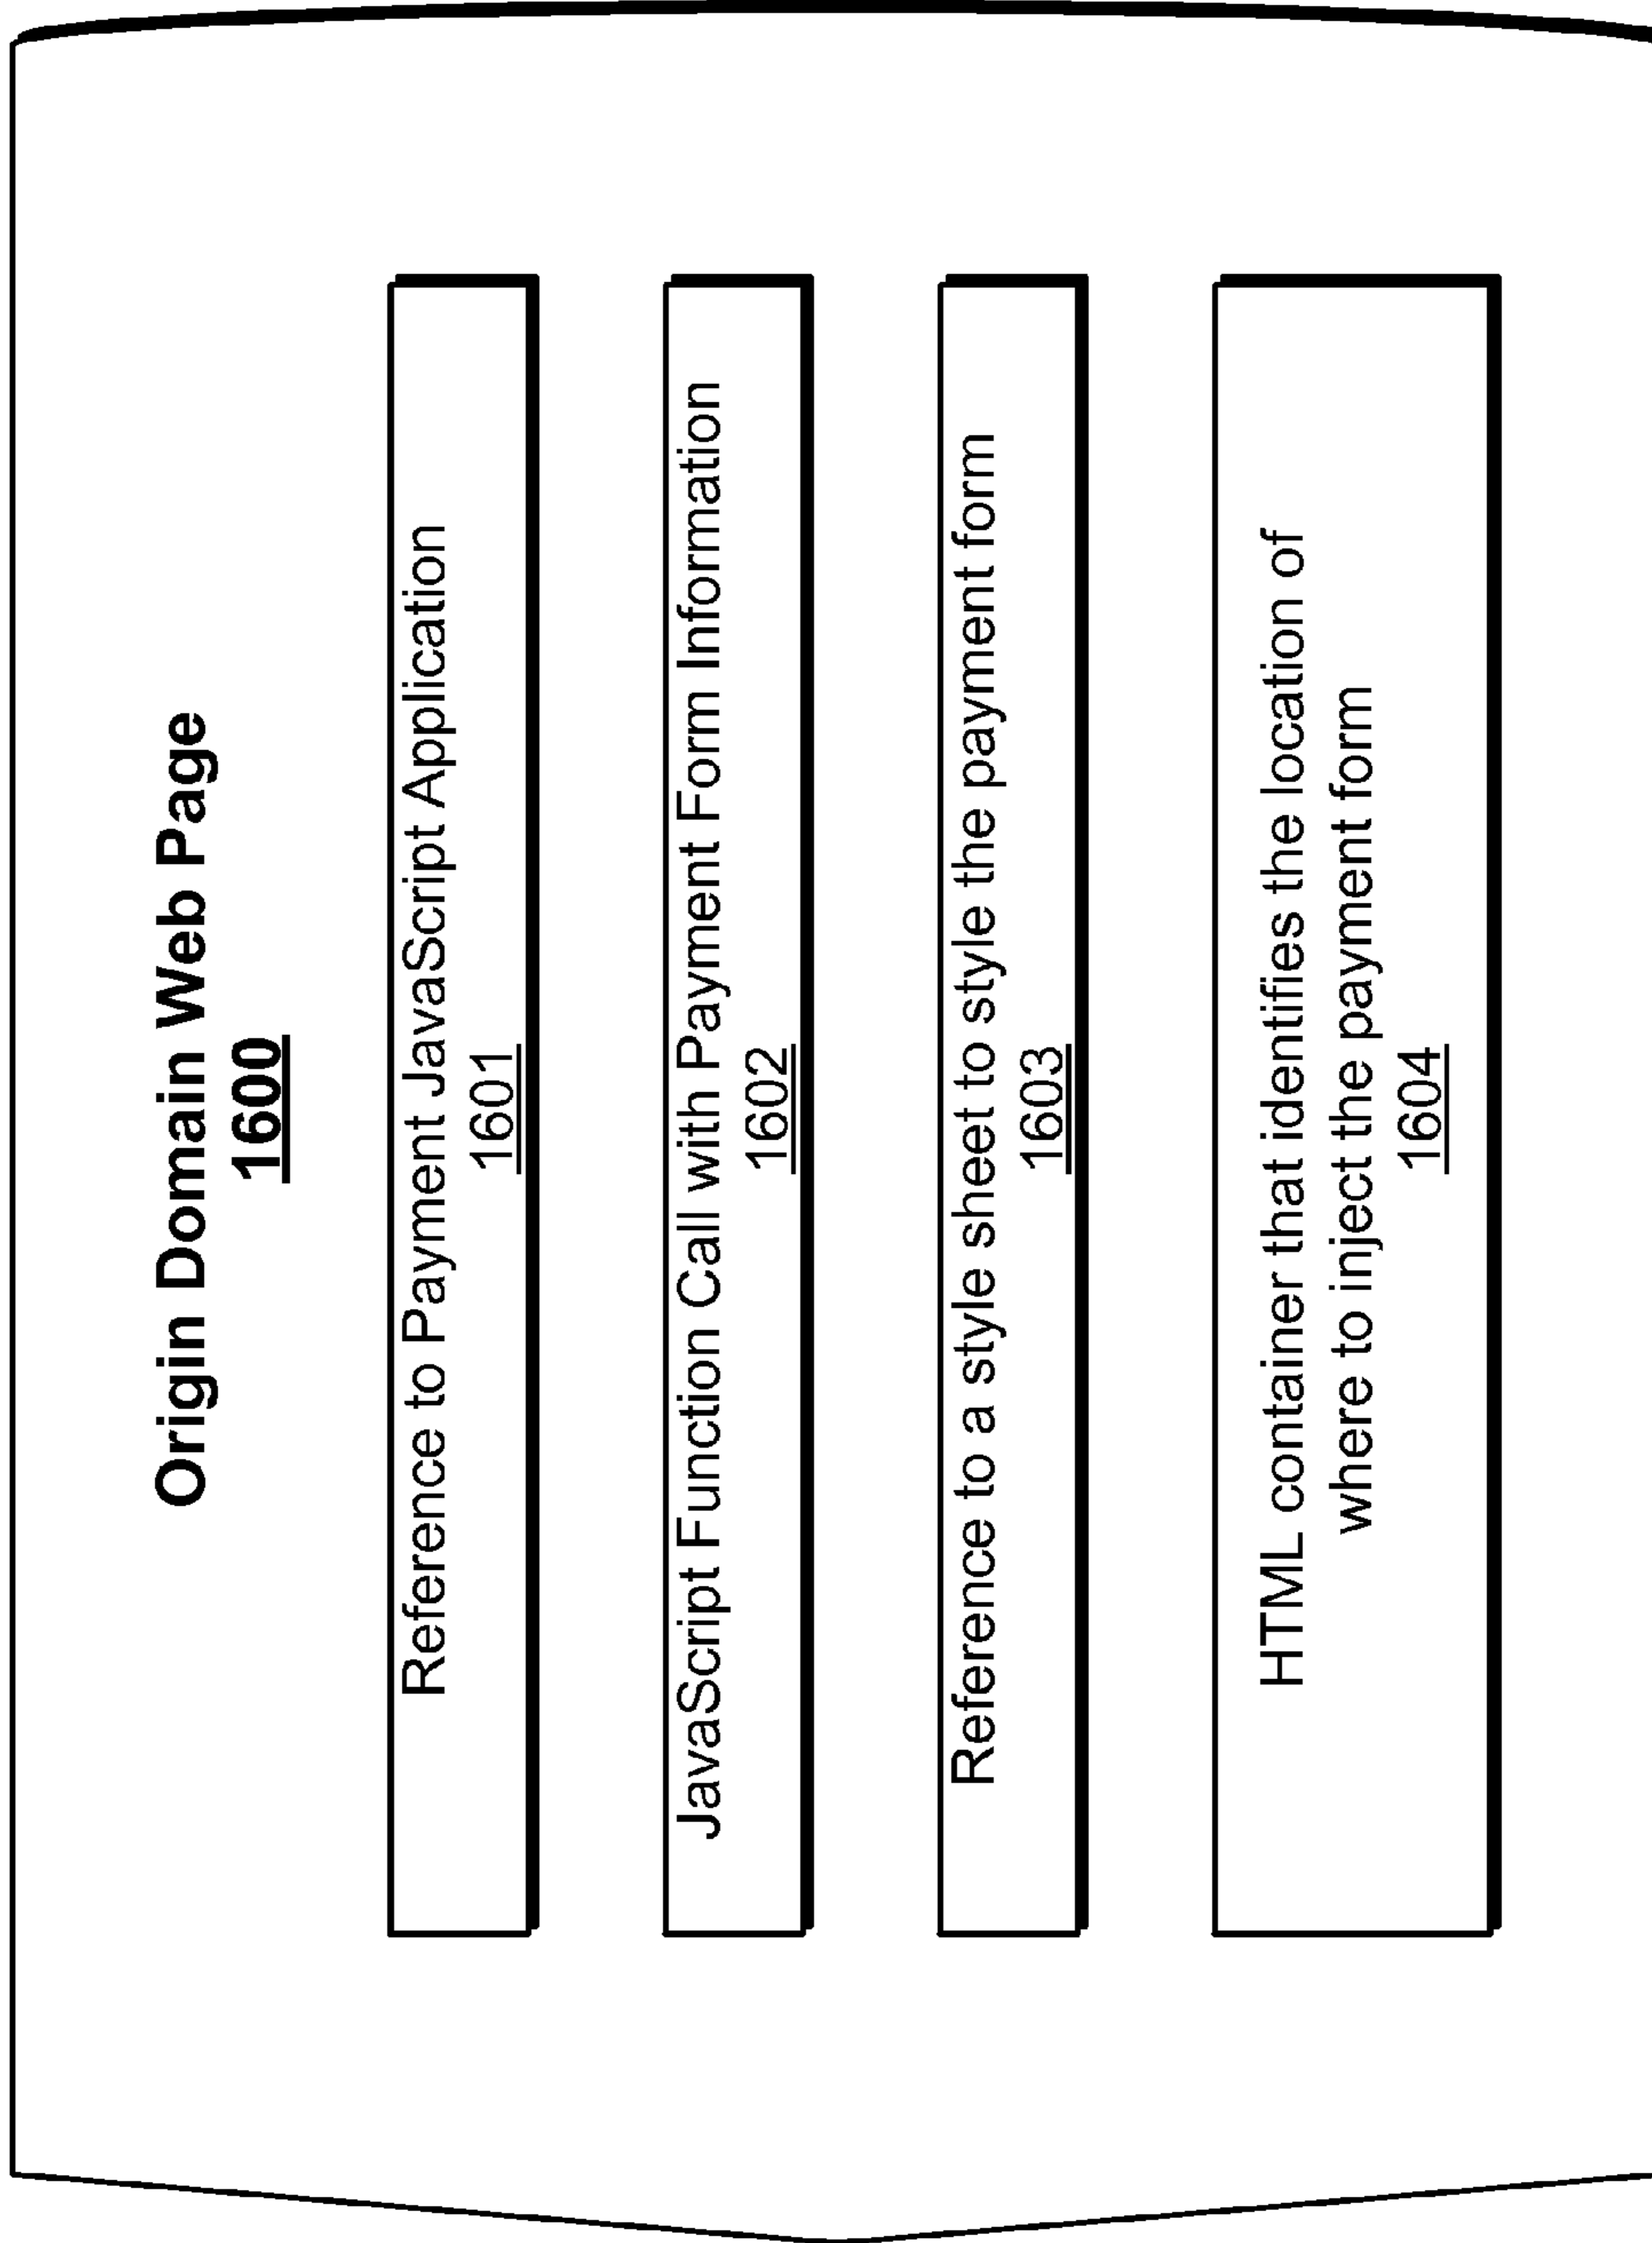 Origin Domain Web Page
1600
Reference to Payment JavaScript Application
1601
JavaScript Function Call with Payment Form Information
1602
Reference to a style sheet to style the payment form
1603
HTML container that identifies the location of
where to inject the payment form
1604